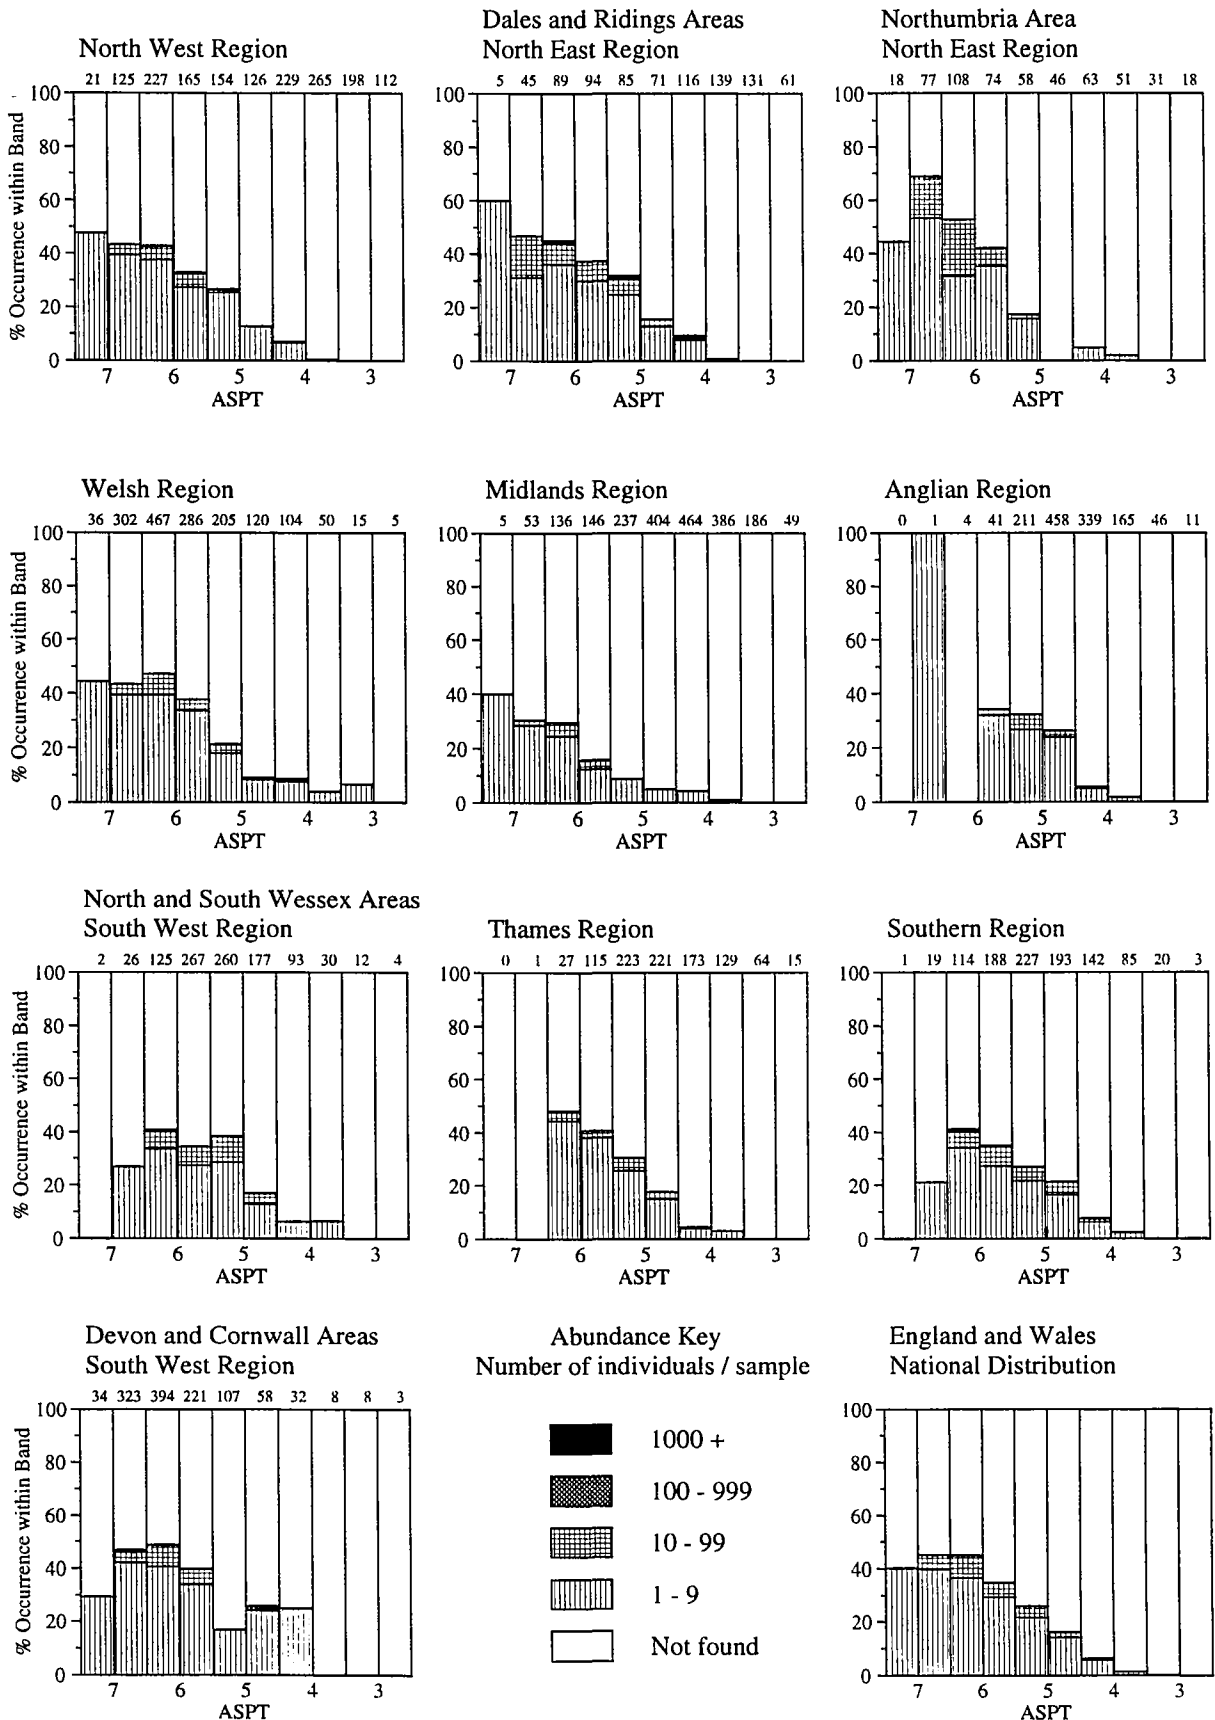 North West Region
21 125 227 165 154 126 229 265 198 112
% Occurrence within Band
100
80
60
40
20
0
7 6 5 4 3
ASPT
Dales and Ridings Areas
North East Region
5 45 89 94 85 71 116 139 131 61
100
80
60
40
20
0
7 6 5 4 3
ASPT
Northumbria Area
North East Region
18 77 108 74 58 46 63 51 31 18
100
80
60
40
20
0
7 6 5 4 3
ASPT
Welsh Region
36 302 467 286 205 120 104 50 15 5
% Occurrence within Band
100
80
60
40
20
0
7 6 5 4 3
ASPT
Midlands Region
5 53 136 146 237 404 464 386 186 49
100
80
60
40
20
0
7 6 5 4 3
ASPT
Anglian Region
0 1 4 41 211 458 339 165 46 11
100
80
60
40
20
0
7 6 5 4 3
ASPT
North and South Wessex Areas
South West Region
2 26 125 267 260 177 93 30 12 4
% Occurrence within Band
100
80
60
40
20
0
7 6 5 4 3
ASPT
Thames Region
0 1 27 115 223 221 173 129 64 15
100
80
60
40
20
0
7 6 5 4 3
ASPT
Southern Region
1 19 114 188 227 193 142 85 20 3
100
80
60
40
20
0
7 6 5 4 3
ASPT
Devon and Cornwall Areas
South West Region
34 323 394 221 107 58 32 8 8 3
% Occurrence within Band
100
80
60
40
20
0
7 6 5 4 3
ASPT
Abundance Key
Number of individuals / sample
1000 +
100 - 999
10 - 99
1 - 9
Not found
England and Wales
National Distribution
100
80
60
40
20
0
7 6 5 4 3
ASPT